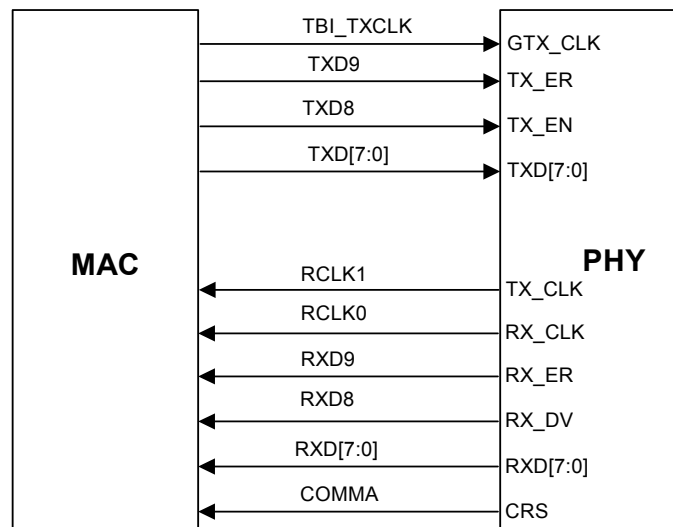 TBI_TXCLK
GTX_CLK
TXD9
TX_ER
TXD8
TX_EN
TXD[7:0]
TXD[7:0]
MAC
PHY
RCLK1
TX_CLK
RCLK0
RX_CLK
RXD9
RX_ER
RXD8
RX_DV
RXD[7:0]
RXD[7:0]
COMMA
CRS